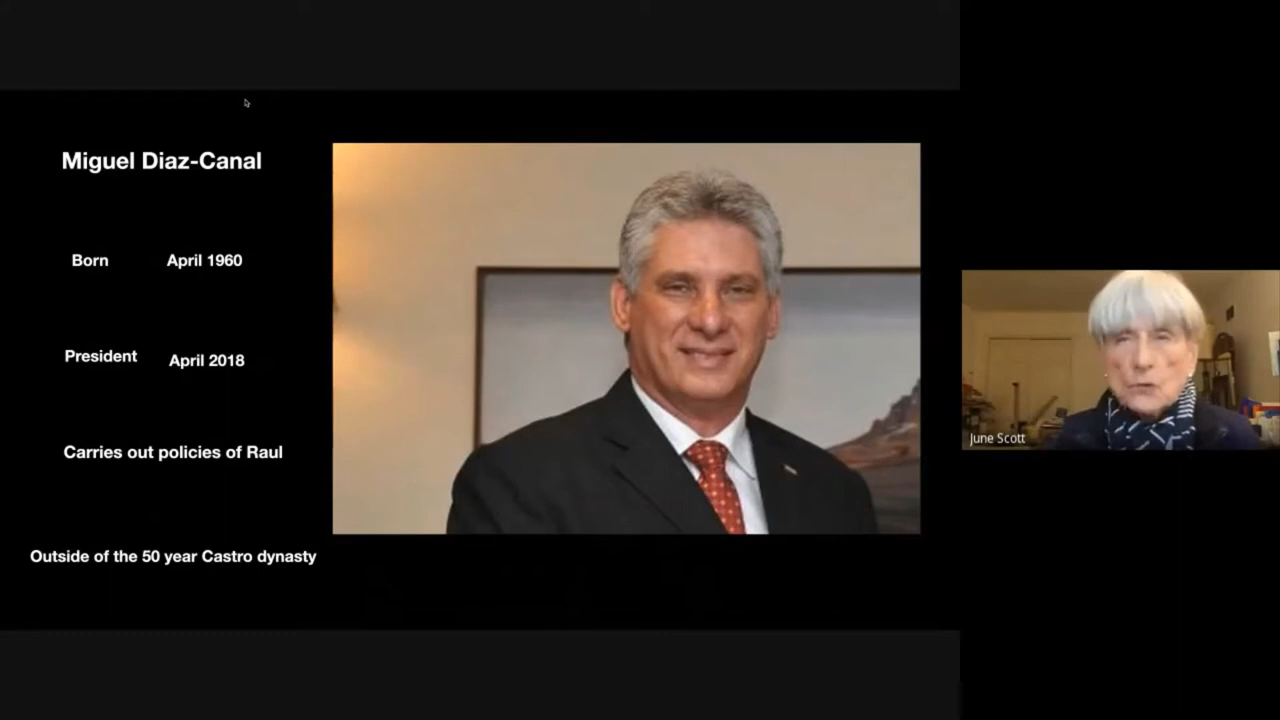 Miguel Diaz-Canal
Born April 1960
President April 2018
Carries out policies of Raul
Outside of the 50 year Castro dynasty
June Scott